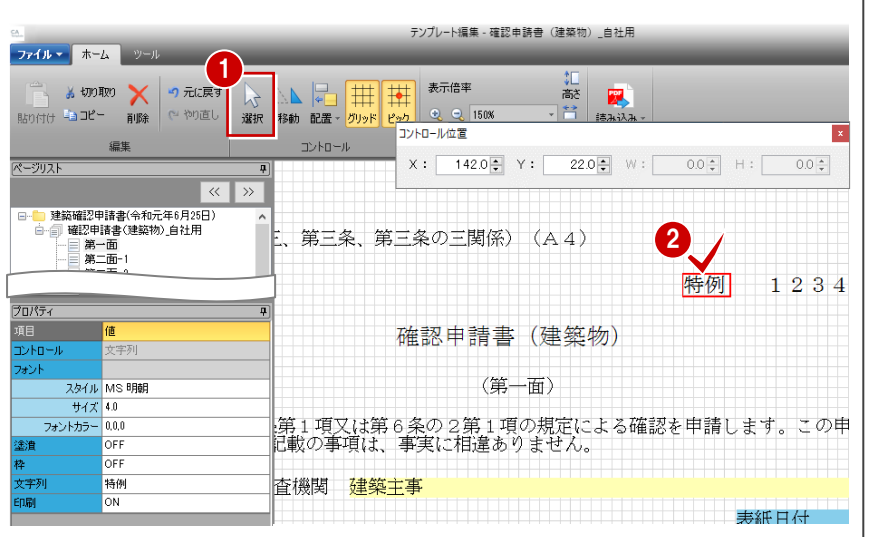 CA
テンプレート編集 - 確認申請書（建築物）_自社用
ファイル ホーム ツール
1
貼り付け 切り取り コピー 削除 元に戻す やり直し
編集
選択 移動 配置 グリッド ピック
コントロール
表示倍率
150%
高さ
読み込み
コントロール位置
X： 142.0 Y： 22.0 W： 0.0 H： 0.0
ページリスト
<< >>
建築確認申請書(令和元年6月25日)
確認申請書(建築物)_自社用
第一面
第二面-1
プロパティ
項目 値
コントロール 文字列
フォント
スタイル MS 明朝
サイズ 4.0
フォントカラー 0,0,0
塗潰 OFF
枠 OFF
文字列 特例
印刷 ON
、第三条、第三条の三関係）（Ａ４）
2
特例 １２３４
確認申請書（建築物）
（第一面）
第１項又は第６条の２第１項の規定による確認を申請します。この申
記載の事項は、事実に相違ありません。
査機関 建築主事
表紙日付